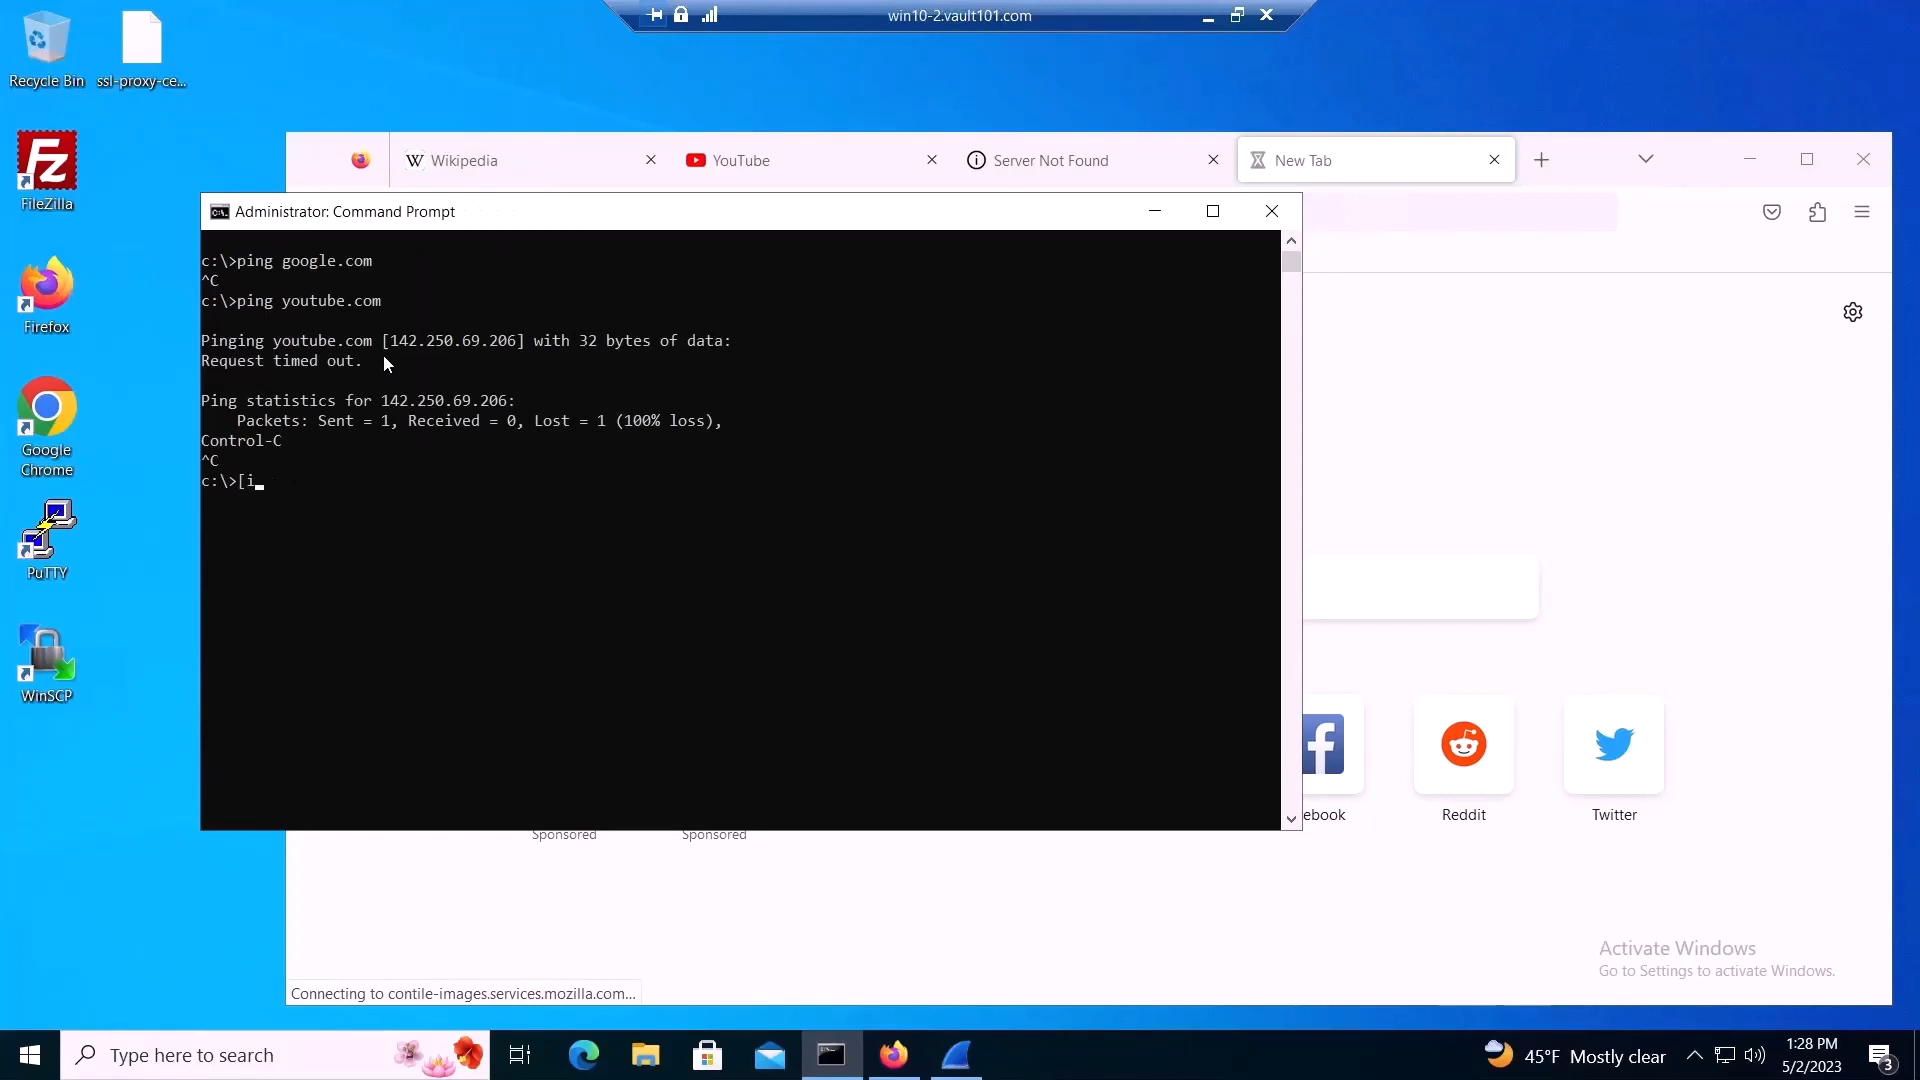 win10-2.vault101.com
Recycle Bin
ssl-proxy-ce...
FileZilla
Firefox
Google
Chrome
PuTTY
WinSCP
Wikipedia
YouTube
Server Not Found
New Tab
Administrator: Command Prompt
c:\>ping google.com
^C
c:\>ping youtube.com
Pinging youtube.com [142.250.69.206] with 32 bytes of data:
Request timed out.
Ping statistics for 142.250.69.206:
Packets: Sent = 1, Received = 0, Lost = 1 (100% loss),
Control-C
^C
c:\>[i
ebook
Reddit
Twitter
Sponsored
Sponsored
Activate Windows
Go to Settings to activate Windows.
Connecting to contile-images.services.mozilla.com...
Type here to search
45°F Mostly clear
1:28 PM
5/2/2023
3